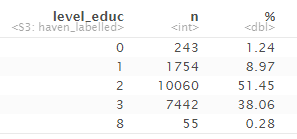 level_educ n %
<S3: haven_labelled> <int> <dbl>
0 243 1.24
1 1754 8.97
2 10060 51.45
3 7442 38.06
8 55 0.28